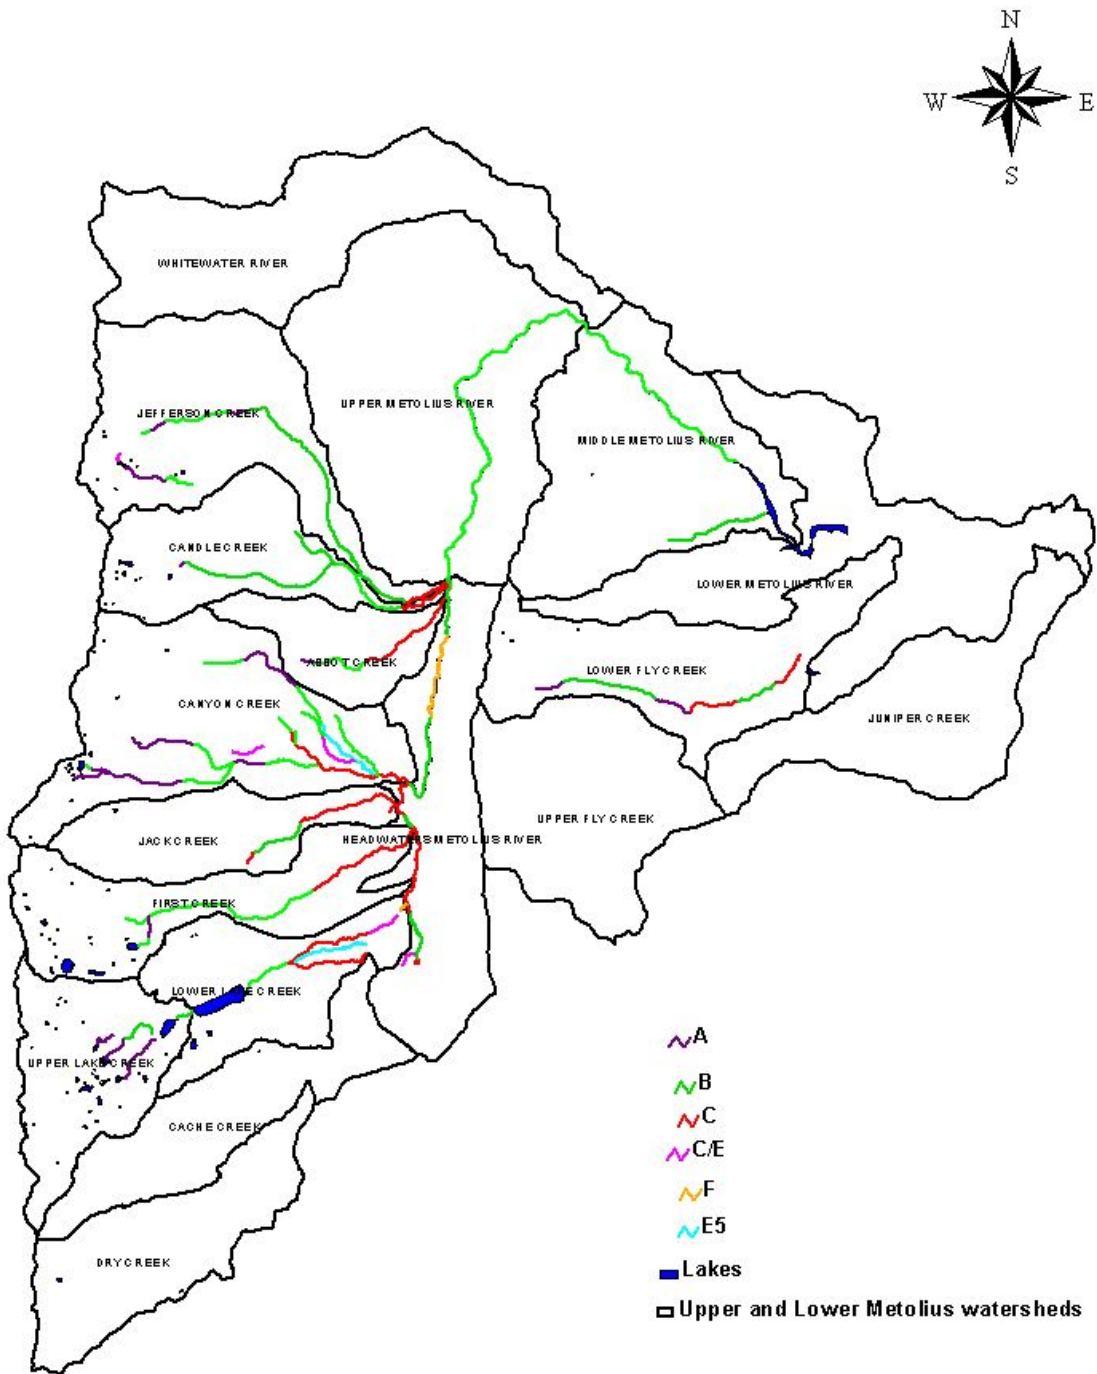 N
W E
S
WHITEWATER RIVER
JEFFERSON CREEK
UPPER METOLIUS RIVER
MIDDLE METOLIUS RIVER
CANDLE CREEK
LOWER METOLIUS RIVER
ABBOT CREEK
LOWER FLY CREEK
CANYON CREEK
JUNIPER CREEK
UPPER FLY CREEK
JACK CREEK
HEADWATERS METOLIUS RIVER
FIRST CREEK
LOWER LAKE CREEK
UPPER LAKE CREEK
CACHE CREEK
DRY CREEK
A
B
C
C/E
F
E5
Lakes
Upper and Lower Metolius watersheds